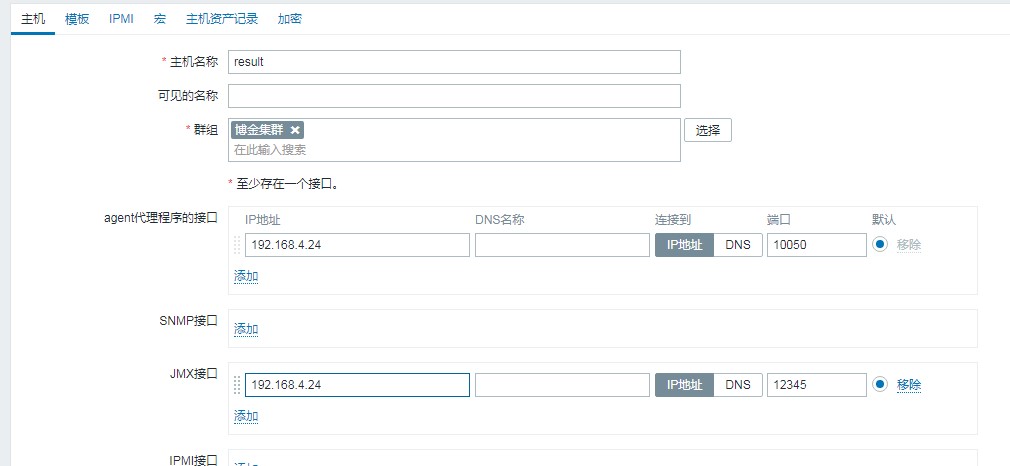 主机 模板 IPMI 宏 主机资产记录 加密
* 主机名称 result
可见的名称
* 群组 博金集群 选择
在此输入搜索
* 至少存在一个接口。
agent代理程序的接口 IP地址 DNS名称 连接到 端口 默认
192.168.4.24 IP地址 DNS 10050 移除
添加
SNMP接口 添加
JMX接口 192.168.4.24 IP地址 DNS 12345 移除
添加
IPMI接口